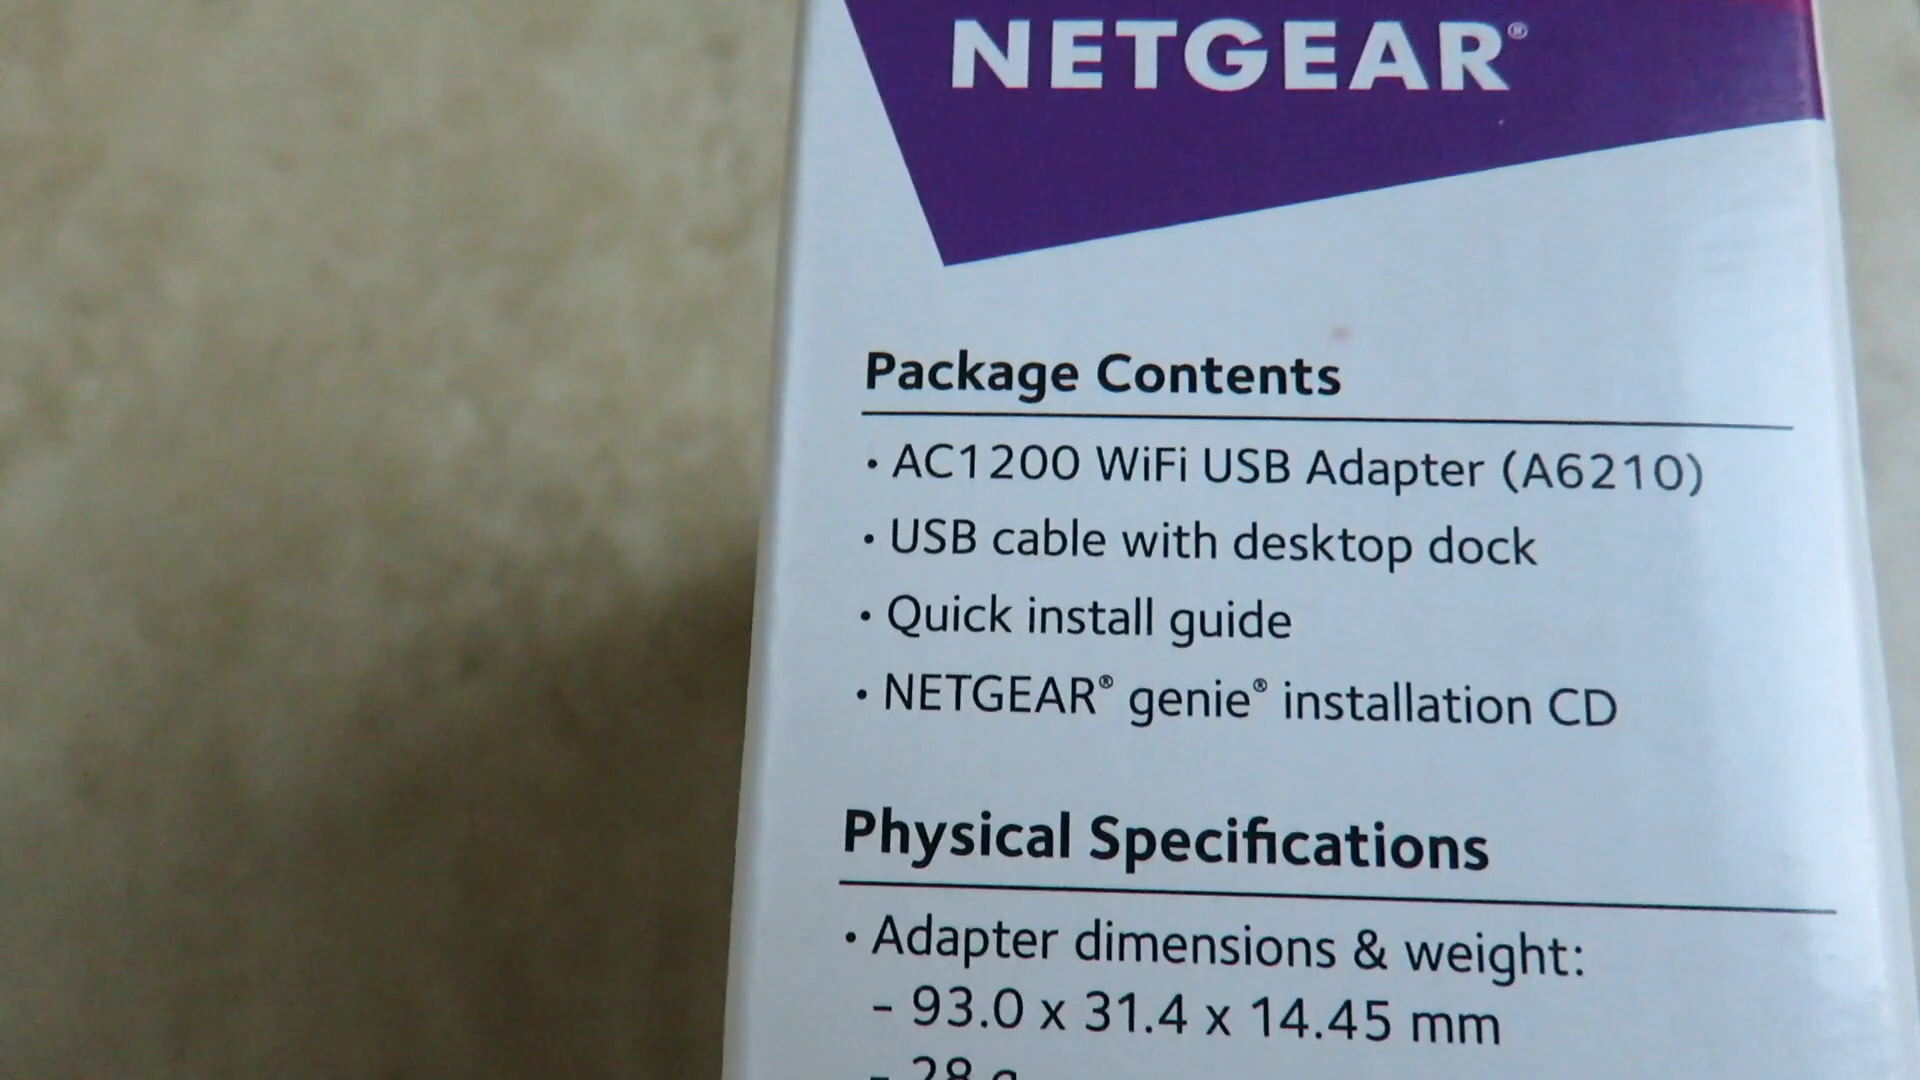 NETGEAR®
Package Contents
• AC1200 WiFi USB Adapter (A6210)
• USB cable with desktop dock
• Quick install guide
• NETGEAR® genie® installation CD
Physical Specifications
• Adapter dimensions & weight:
– 93.0 x 31.4 x 14.45 mm
– 28 g